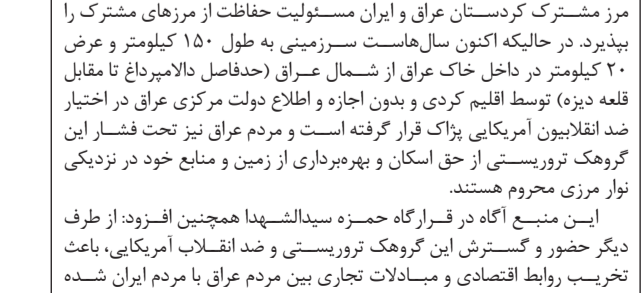 مرز مشترک کردستان عراق و ایران مسئولیت حفاظت از مرزهای مشترک را
بپذیرد. در حالیکه اکنون سال‌هاست سرزمینی به طول ۱۵۰ کیلومتر و عرض
۲۰ کیلومتر در داخل خاک عراق از شمال عراق (حدفاصل دالامپرداغ تا مقابل
قلعه دیزه) توسط اقلیم کردی و بدون اجازه و اطلاع دولت مرکزی عراق در اختیار
ضد انقلابیون آمریکایی پژاک قرار گرفته است و مردم عراق نیز تحت فشار این
گروهک تروریستی از حق اسکان و بهره‌برداری از زمین و منابع خود در نزدیکی
نوار مرزی محروم هستند.
این منبع آگاه در قرارگاه حمزه سیدالشهدا همچنین افزود: از طرف
دیگر حضور و گسترش این گروهک تروریستی و ضد انقلاب آمریکایی، باعث
تخریب روابط اقتصادی و مبادلات تجاری بین مردم عراق با مردم ایران شده